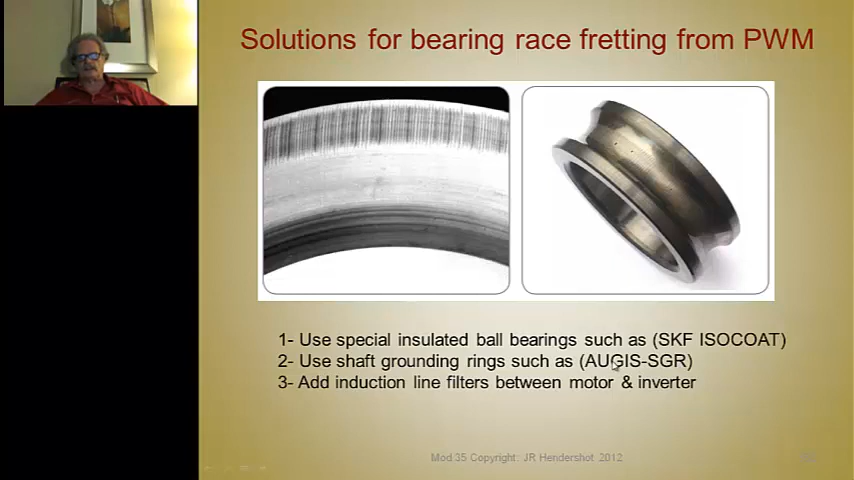 Solutions for bearing race fretting from PWM
1- Use special insulated ball bearings such as (SKF ISOCOAT)
2- Use shaft grounding rings such as (AUGIS-SGR)
3- Add induction line filters between motor & inverter
Mod 35 Copyright: JR Hendershot 2012